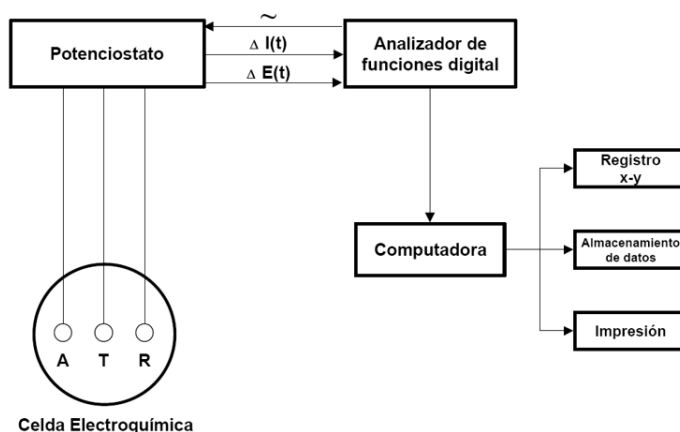 ~
Potenciostato
Δ I(t)
Δ E(t)
Analizador de
funciones digital
Registro
x-y
Computadora
Almacenamiento
de datos
Impresión
A T R
Celda Electroquímica